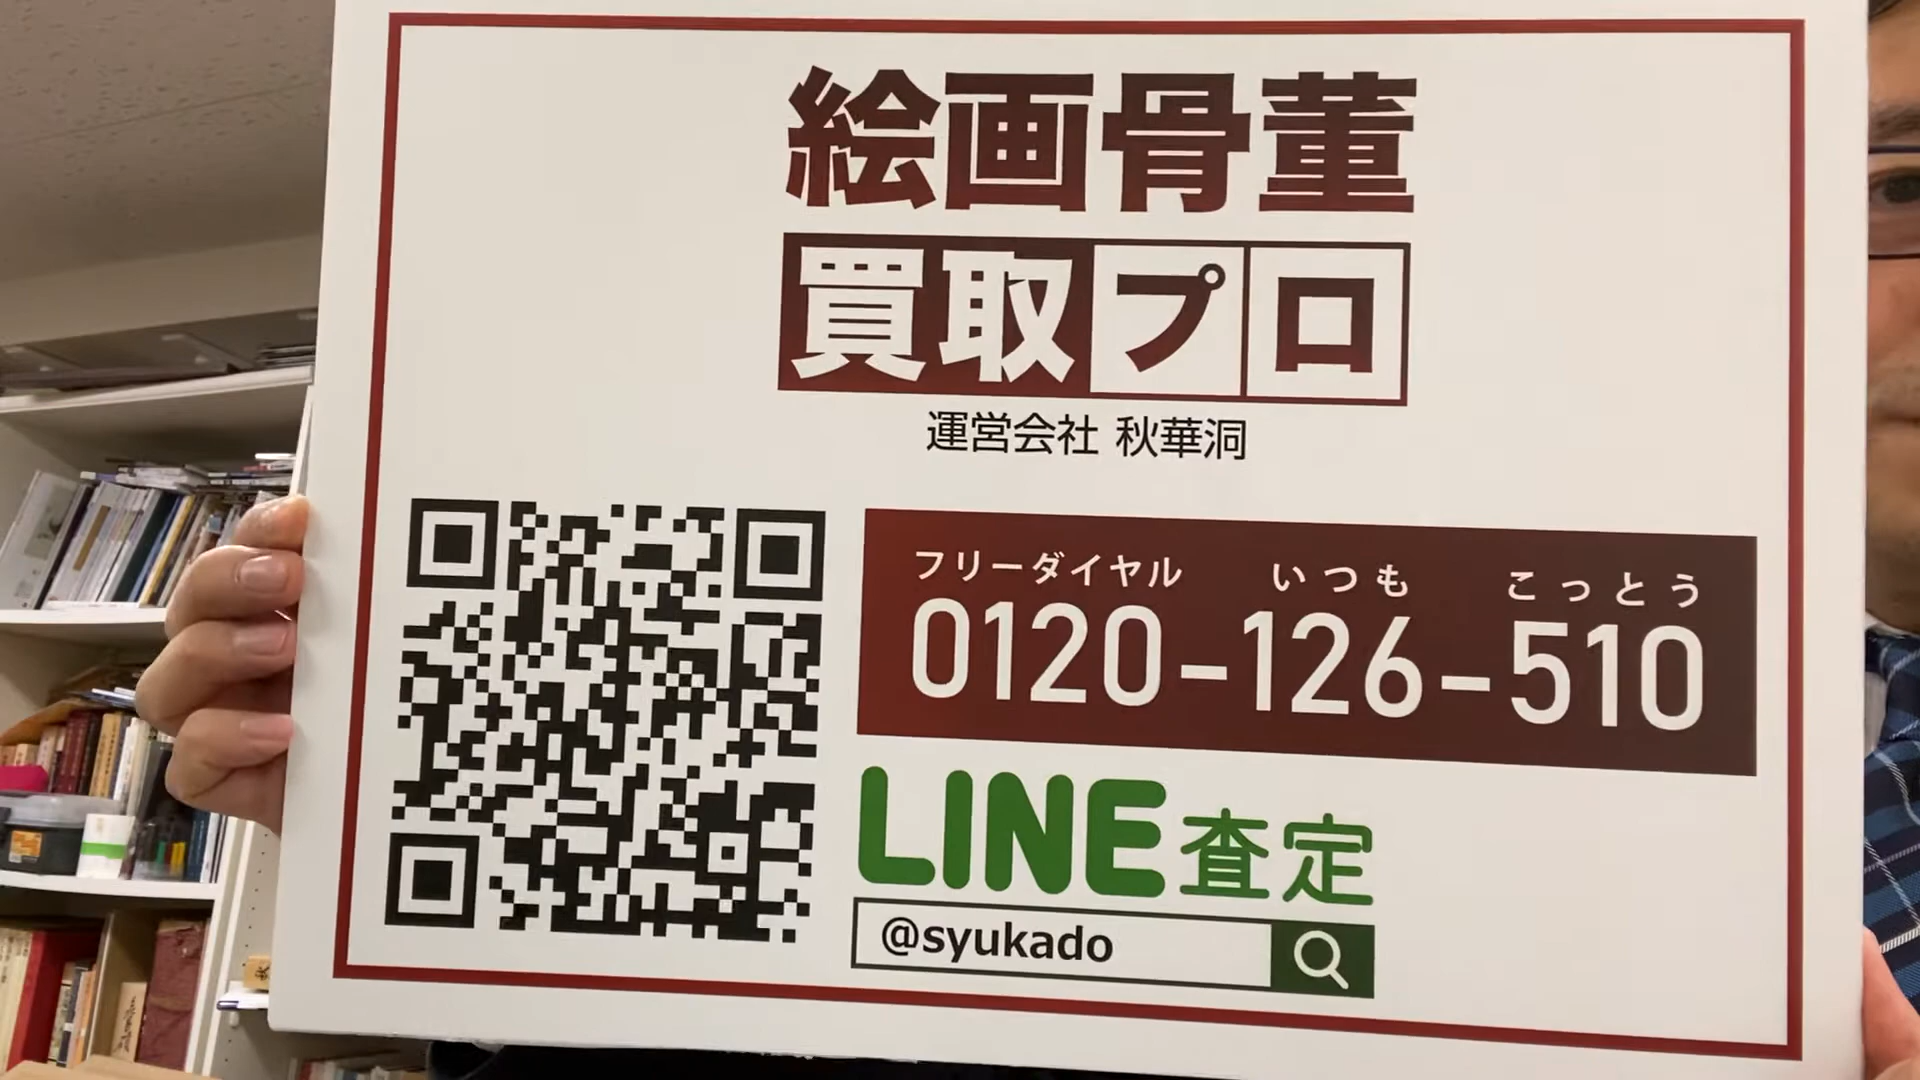 絵画骨董
買取プロ
運営会社 秋華洞
フリーダイヤル いつも こっとう
0120-126-510
LINE査定
@syukado